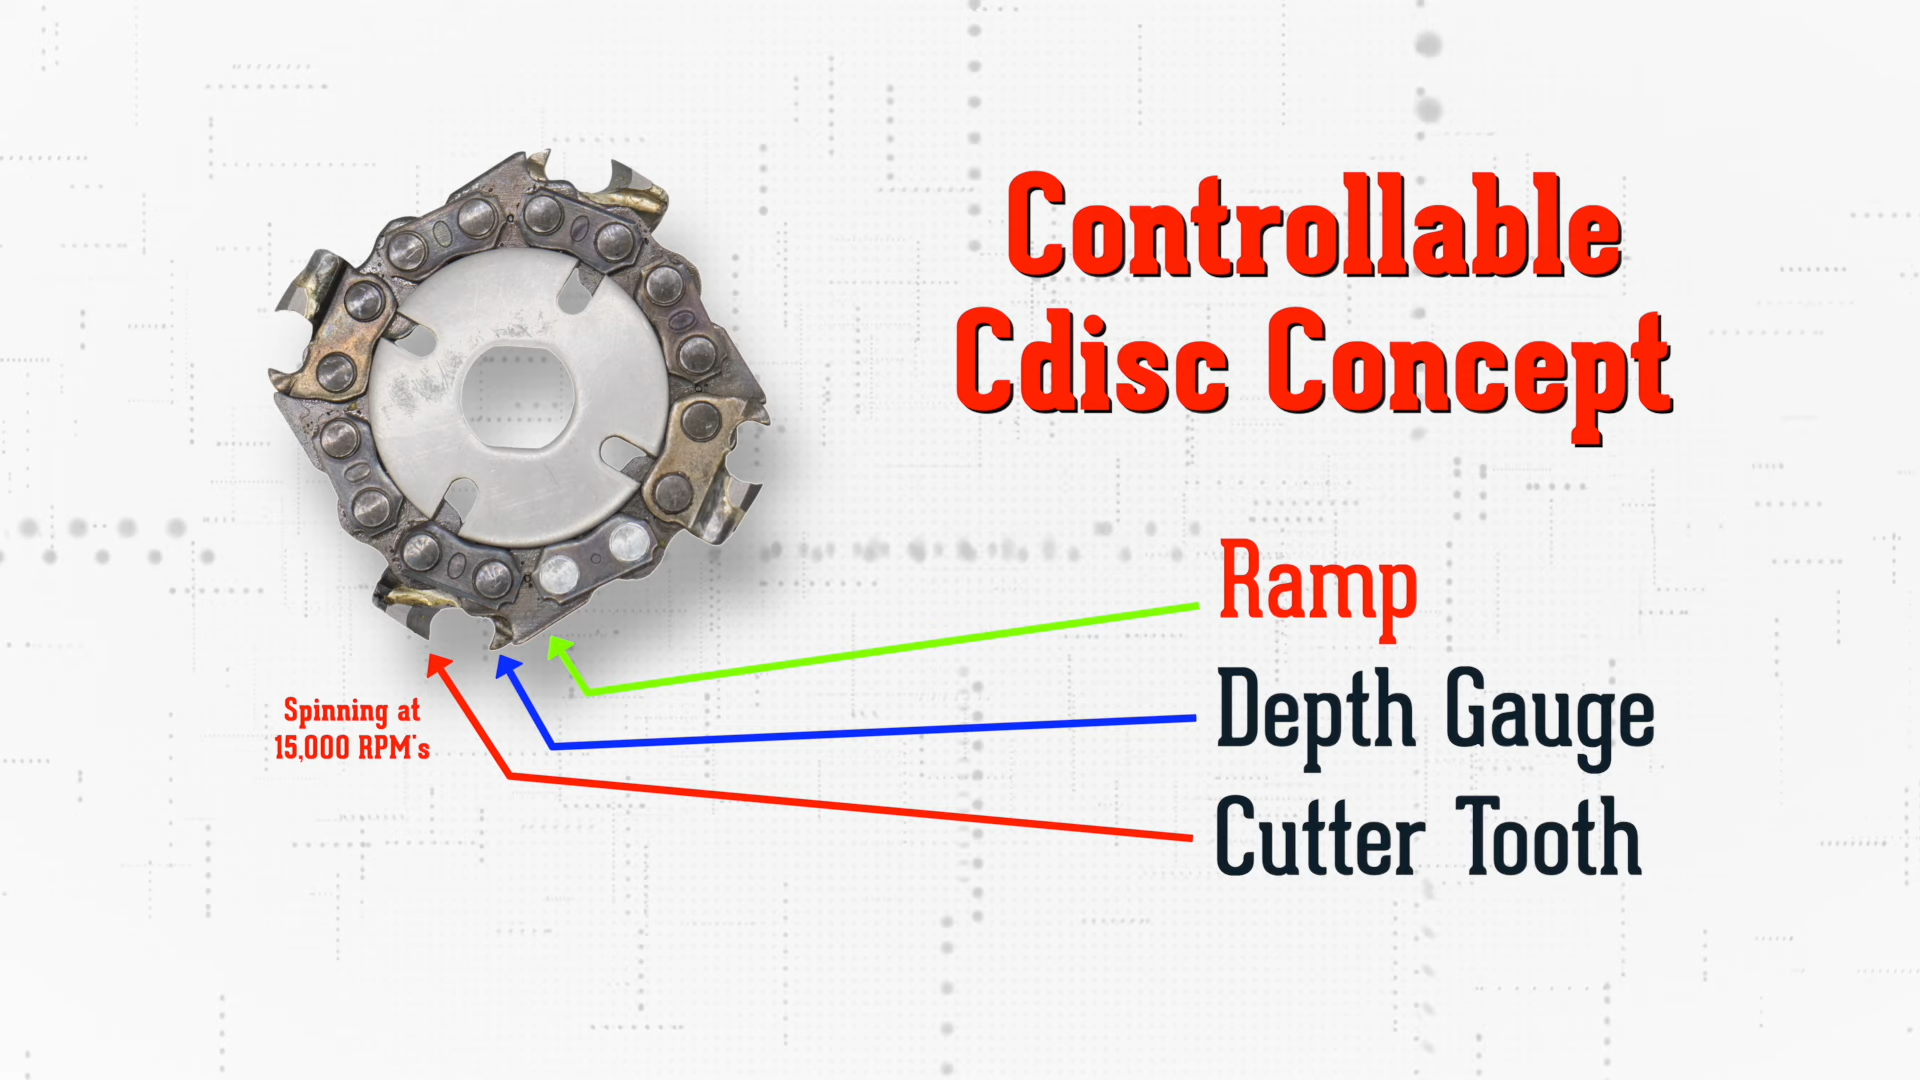 Controllable
Cdisc Concept
Ramp
Depth Gauge
Cutter Tooth
Spinning at
15,000 RPM's